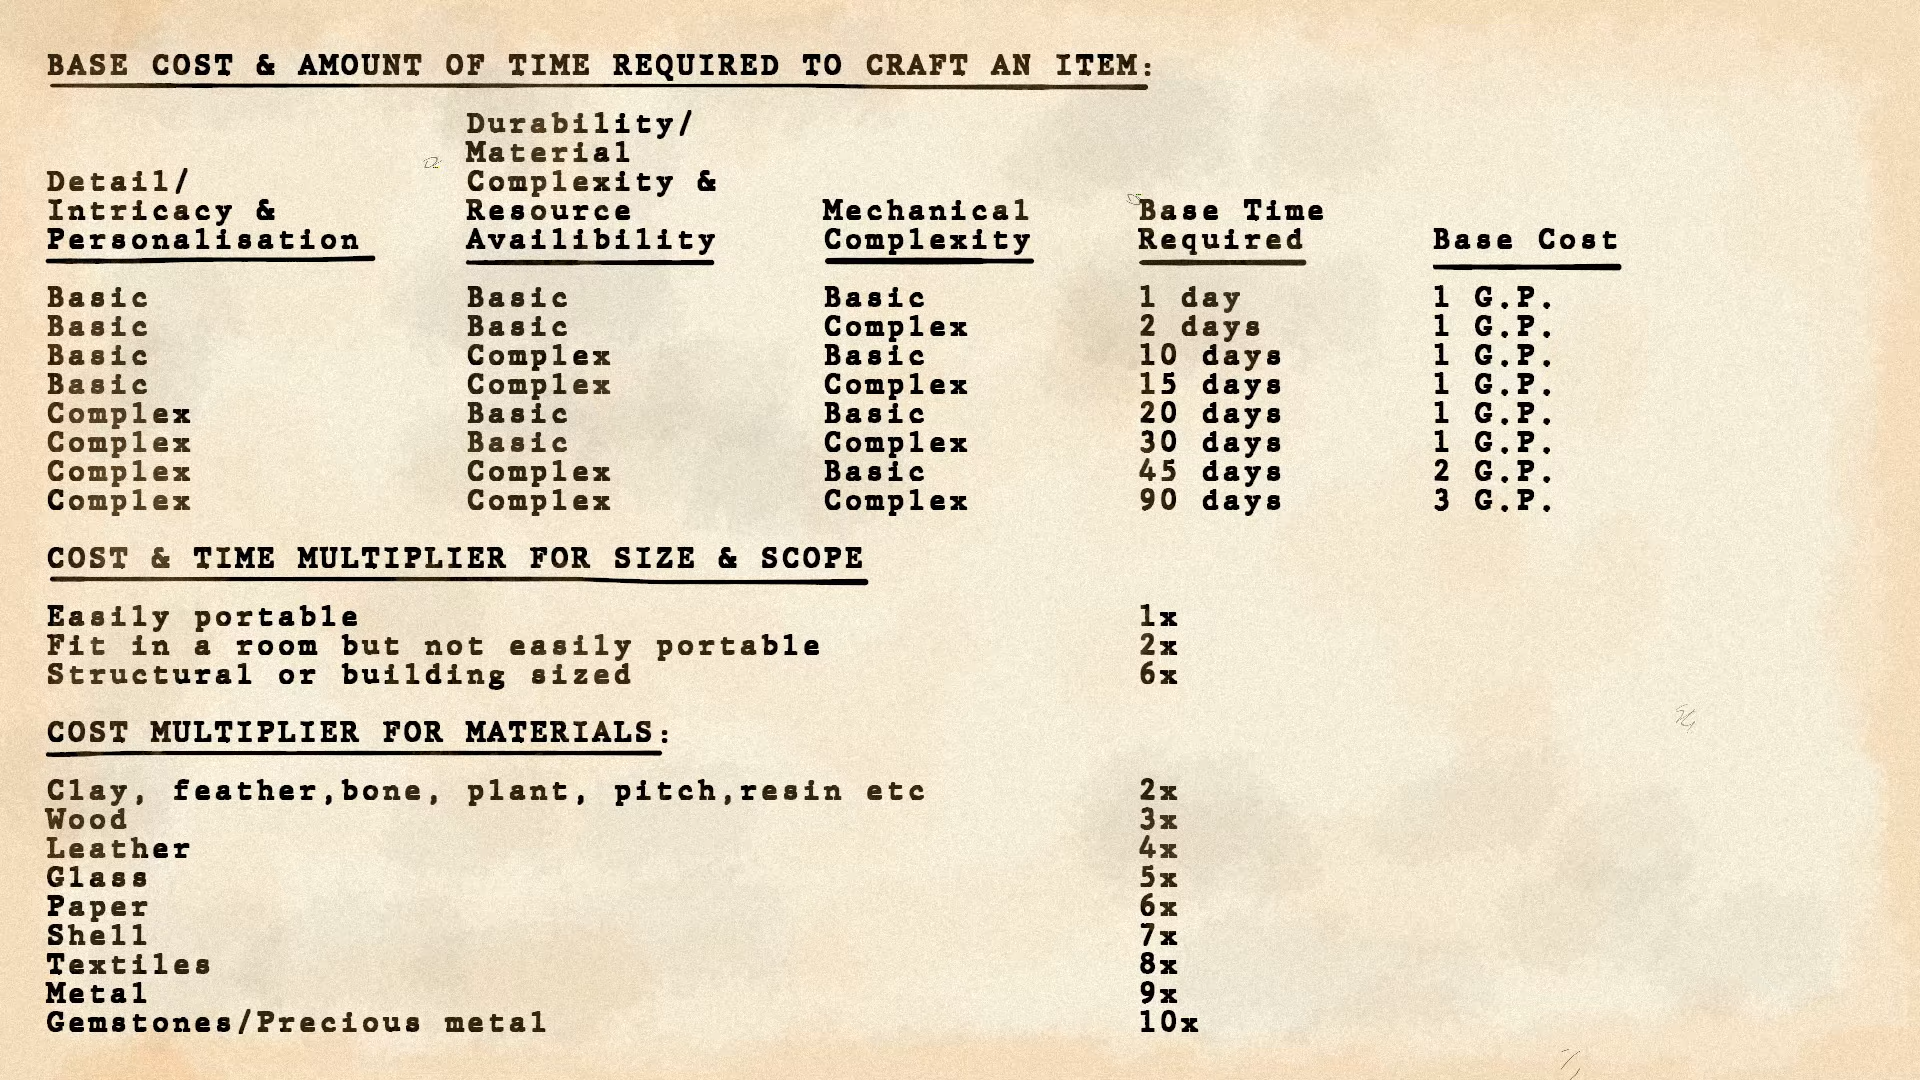 BASE COST & AMOUNT OF TIME REQUIRED TO CRAFT AN ITEM:
Durability/
Material
Detail/ Complexity &
Intricacy & Resource Mechanical Base Time
Personalisation Availibility Complexity Required Base Cost
Basic Basic Basic 1 day 1 G.P.
Basic Basic Complex 2 days 1 G.P.
Basic Complex Basic 10 days 1 G.P.
Basic Complex Complex 15 days 1 G.P.
Complex Basic Basic 20 days 1 G.P.
Complex Basic Complex 30 days 1 G.P.
Complex Complex Basic 45 days 2 G.P.
Complex Complex Complex 90 days 3 G.P.
COST & TIME MULTIPLIER FOR SIZE & SCOPE
Easily portable 1x
Fit in a room but not easily portable 2x
Structural or building sized 6x
COST MULTIPLIER FOR MATERIALS:
Clay, feather,bone, plant, pitch,resin etc 2x
Wood 3x
Leather 4x
Glass 5x
Paper 6x
Shell 7x
Textiles 8x
Metal 9x
Gemstones/Precious metal 10x